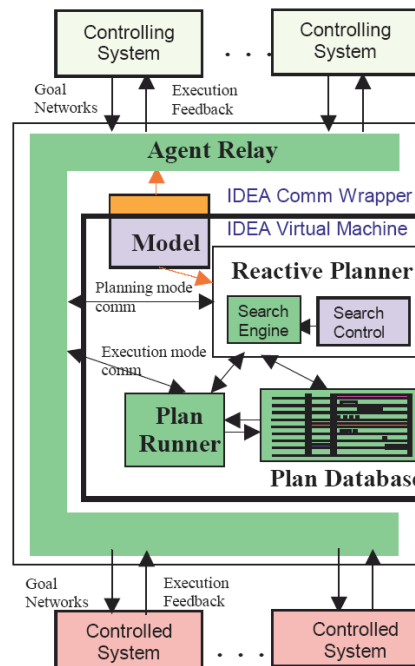 Controlling
System
. . .
Controlling
System
Goal
Networks
Execution
Feedback
Agent Relay
IDEA Comm Wrapper
IDEA Virtual Machine
Model
Reactive Planner
Planning mode
comm
Search
Engine
Search
Control
Execution mode
comm
Plan
Runner
Plan Database
Goal
Networks
Execution
Feedback
Controlled
System
. . .
Controlled
System